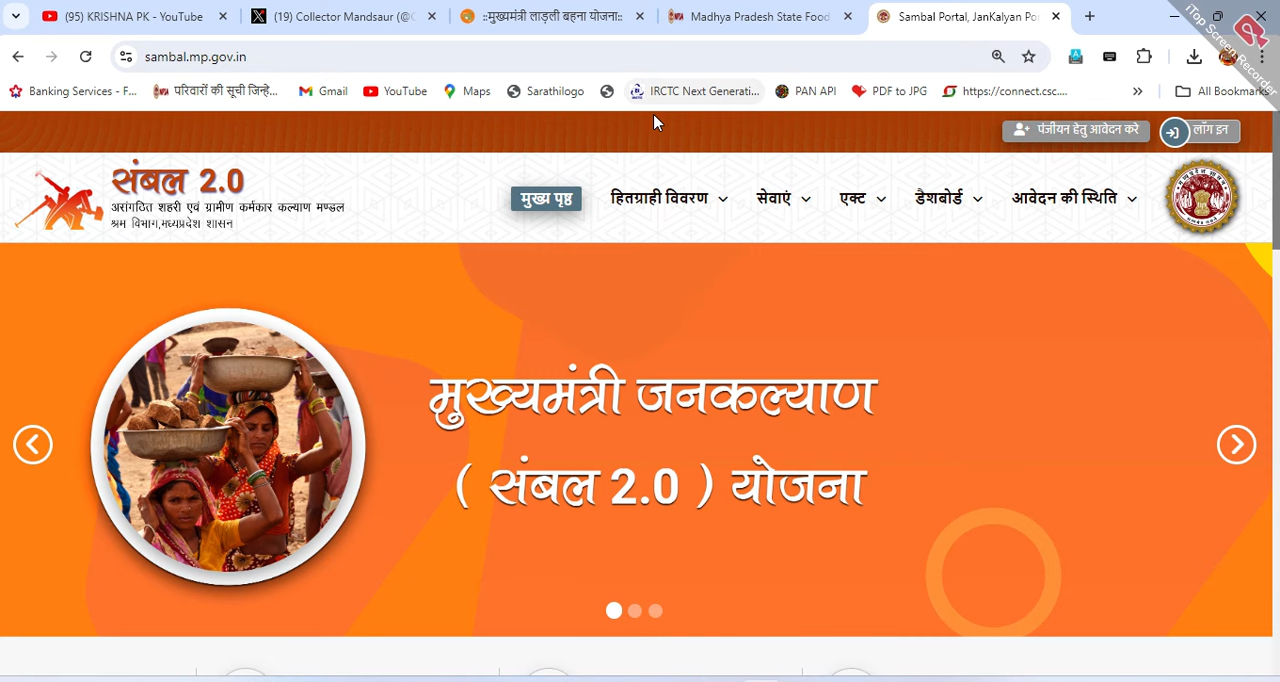 (95) KRISHNA PK - YouTube
(19) Collector Mandsaur (@C
::मुख्यमंत्री लाड़ली बहना योजना::
Madhya Pradesh State Food
Sambal Portal, JanKalyan Po
sambal.mp.gov.in
Banking Services - F...
परिवारों की सूची जिन्हे...
Gmail
YouTube
Maps
Sarathilogo
IRCTC Next Generati...
PAN API
PDF to JPG
https://connect.csc....
All Bookmarks
iTop Screen Recorder
पंजीयन हेतु आवेदन करे
लॉग इन
संबल 2.0
असंगठित शहरी एवं ग्रामीण कर्मकार कल्याण मण्डल
श्रम विभाग,मध्यप्रदेश शासन
मुख्य पृष्ठ
हितग्राही विवरण
सेवाएं
एक्ट
डैशबोर्ड
आवेदन की स्थिति
मुख्यमंत्री जनकल्याण
( संबल 2.0 ) योजना